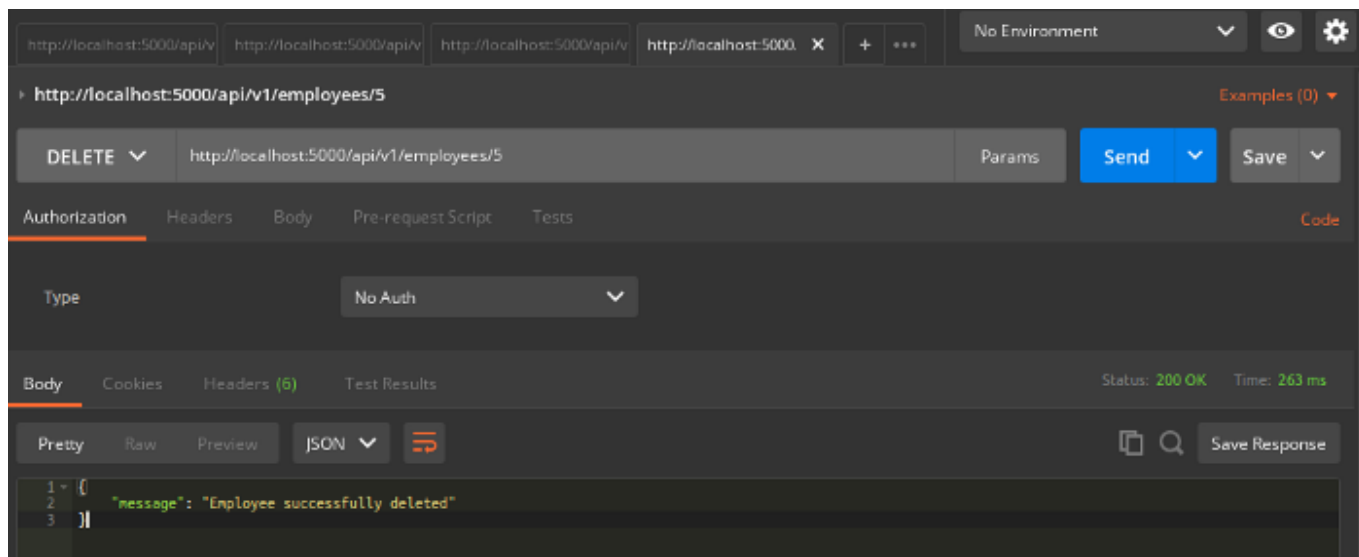 http://localhost:5000/api/v http://localhost:5000/api/v http://localhost:5000/api/v http://localhost:5000. X + ••• No Environment
http://localhost:5000/api/v1/employees/5 Examples (0)
DELETE http://localhost:5000/api/v1/employees/5 Params Send Save
Authorization Headers Body Pre-request Script Tests Code
Type No Auth
Body Cookies Headers (6) Test Results Status: 200 OK Time: 263 ms
Pretty Raw Preview JSON Save Response
1 {
2 "message": "Employee successfully deleted"
3 }